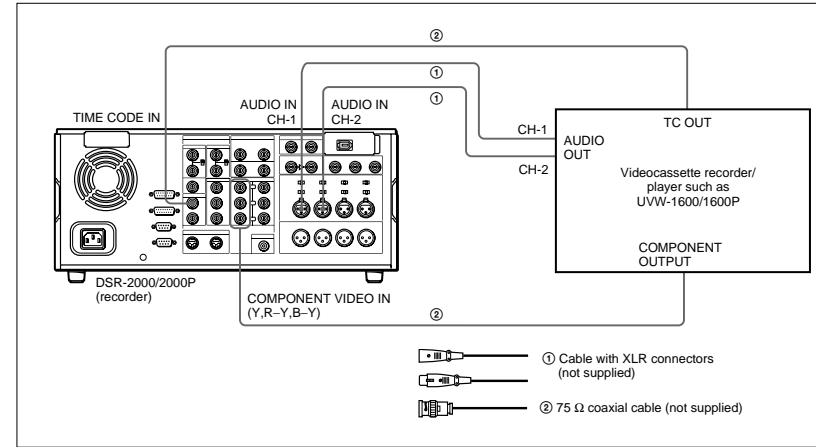 ②
①
①
TIME CODE IN
AUDIO IN
CH-1
AUDIO IN
CH-2
CH-1
CH-2
AUDIO
OUT
TC OUT
Videocassette recorder/
player such as
UVW-1600/1600P
COMPONENT
OUTPUT
DSR-2000/2000P
(recorder)
COMPONENT VIDEO IN
(Y,R–Y,B–Y)
②
① Cable with XLR connectors
(not supplied)
② 75 Ω coaxial cable (not supplied)